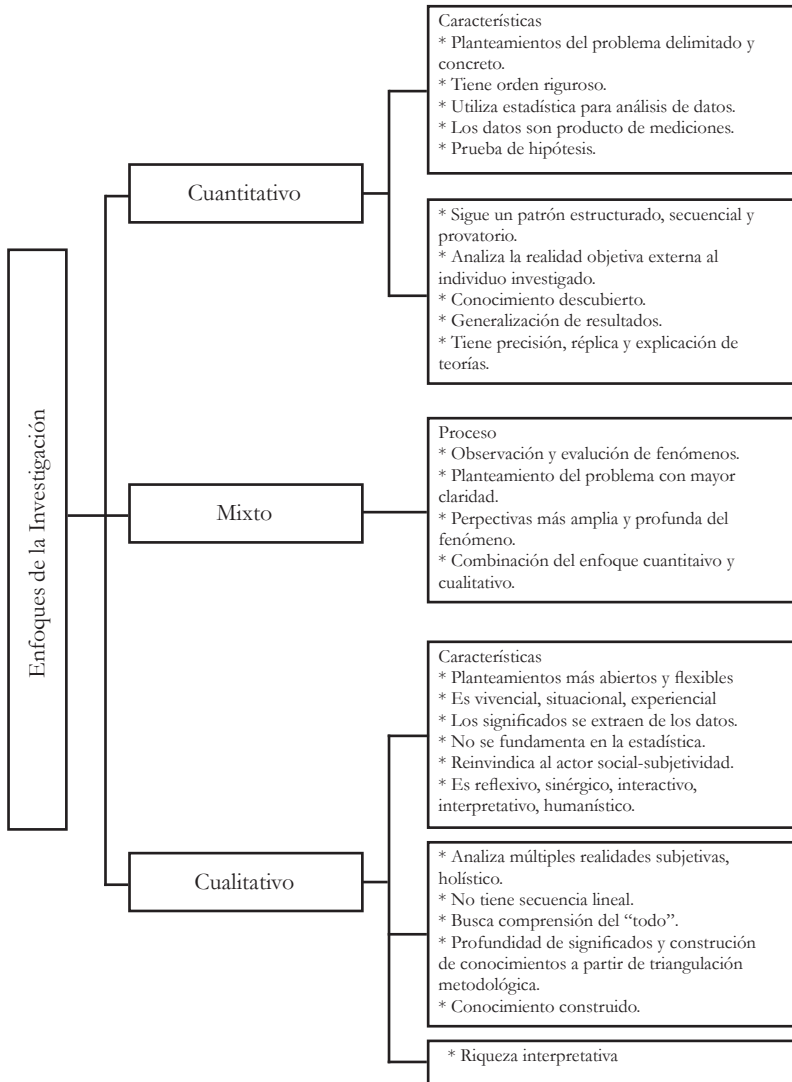 Enfoques de la Investigación
Cuantitativo
Características
* Planteamientos del problema delimitado y
concreto.
* Tiene orden riguroso.
* Utiliza estadística para análisis de datos.
* Los datos son producto de mediciones.
* Prueba de hipótesis.
* Sigue un patrón estructurado, secuencial y
provatorio.
* Analiza la realidad objetiva externa al
individuo investigado.
* Conocimiento descubierto.
* Generalización de resultados.
* Tiene precisión, réplica y explicación de
teorías.
Mixto
Proceso
* Observación y evalución de fenómenos.
* Planteamiento del problema con mayor
claridad.
* Perpectivas más amplia y profunda del
fenómeno.
* Combinación del enfoque cuantitaivo y
cualitativo.
Cualitativo
Características
* Planteamientos más abiertos y flexibles
* Es vivencial, situacional, experiencial
* Los significados se extraen de los datos.
* No se fundamenta en la estadística.
* Reinvindica al actor social-subjetividad.
* Es reflexivo, sinérgico, interactivo,
interpretativo, humanístico.
* Analiza múltiples realidades subjetivas,
holístico.
* No tiene secuencia lineal.
* Busca comprensión del “todo”.
* Profundidad de significados y construción
de conocimientos a partir de triangulación
metodológica.
* Conocimiento construido.
* Riqueza interpretativa